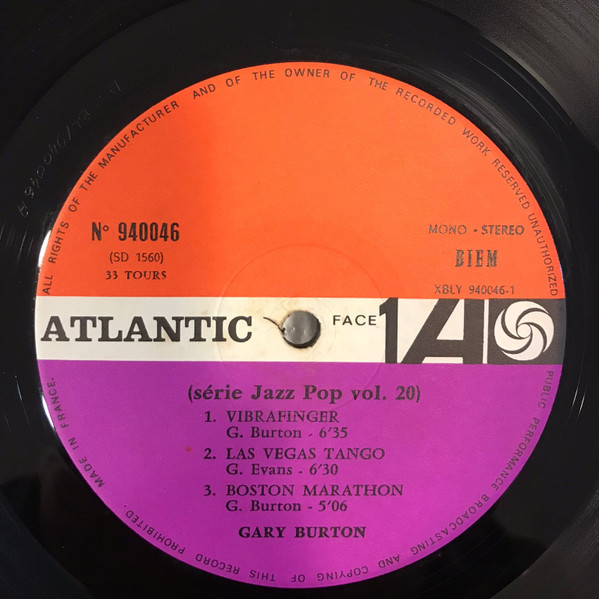 ALL RIGHTS OF THE MANUFACTURER AND OF THE OWNER OF THE RECORDED WORK RESERVED UNAUTHORIZED
PUBLIC PERFORMANCE BROADCASTING AND COPYING OF THIS RECORD PROHIBITED.
MADE IN FRANCE.
N° 940046
(SD 1560)
33 TOURS
MONO - STEREO
BIEM
XBLY 940046-1
ATLANTIC
FACE 1
A
(série Jazz Pop vol. 20)
1. VIBRAFINGER
G. Burton - 6'35
2. LAS VEGAS TANGO
G. Evans - 6'30
3. BOSTON MARATHON
G. Burton - 5'06
GARY BURTON